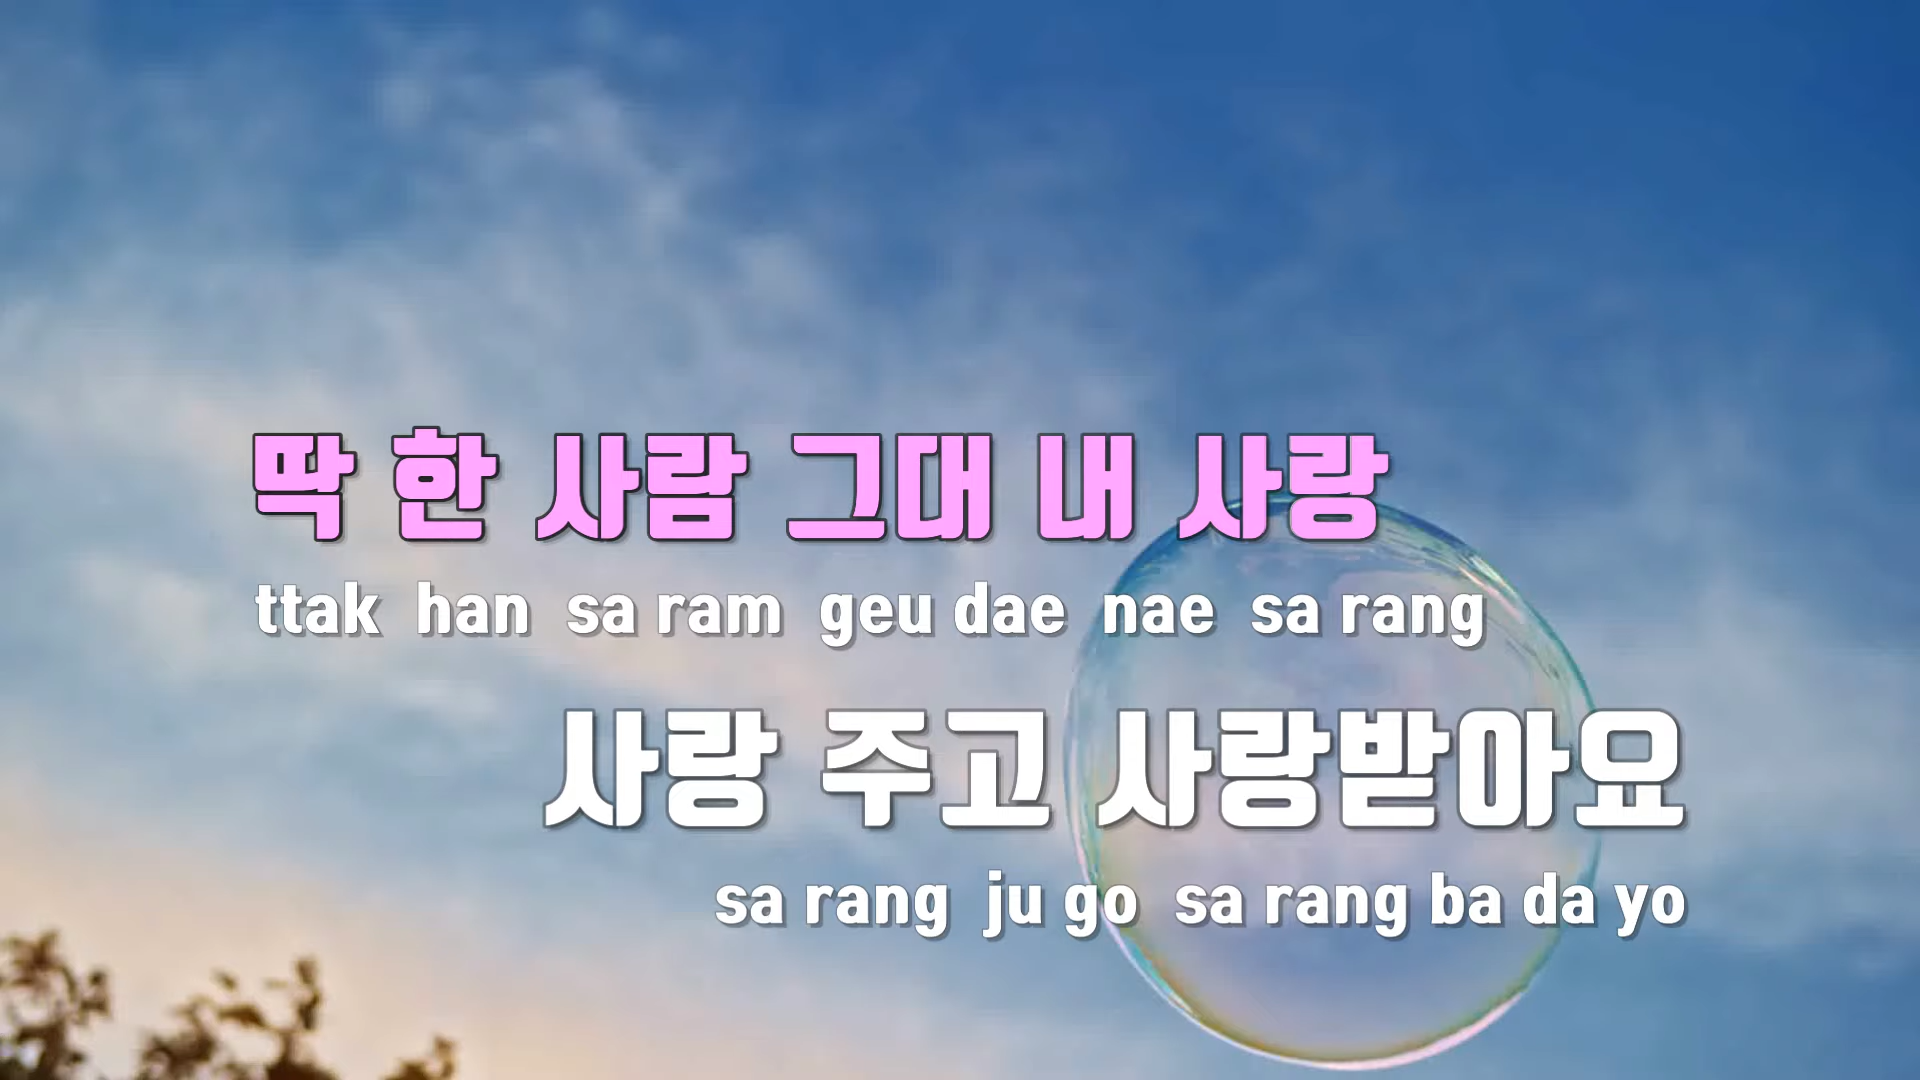 딱 한 사람 그대 내 사랑
ttak han sa ram geu dae nae sa rang
사랑 주고 사랑받아요
sa rang ju go sa rang ba da yo